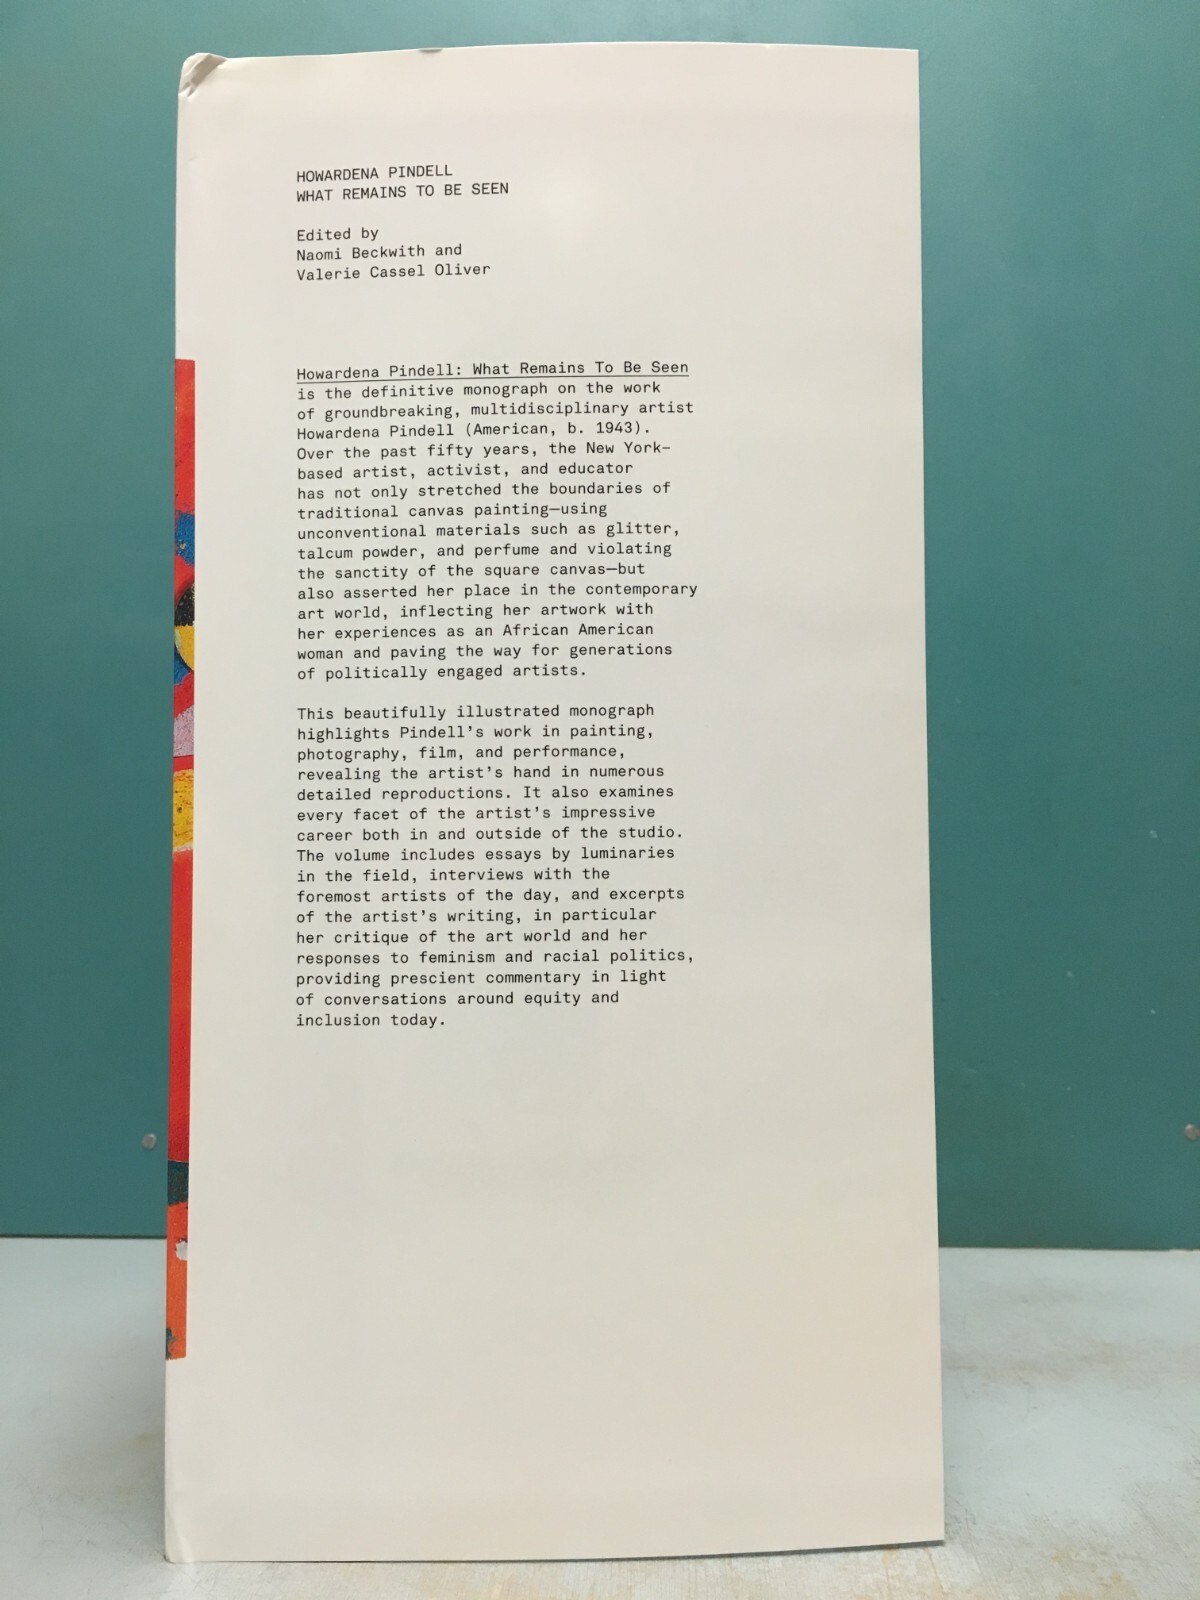 HOWARDENA PINDELL
WHAT REMAINS TO BE SEEN
Edited by
Naomi Beckwith and
Valerie Cassel Oliver
Howardena Pindell: What Remains To Be Seen
is the definitive monograph on the work
of groundbreaking, multidisciplinary artist
Howardena Pindell (American, b. 1943).
Over the past fifty years, the New York–
based artist, activist, and educator
has not only stretched the boundaries of
traditional canvas painting—using
unconventional materials such as glitter,
talcum powder, and perfume and violating
the sanctity of the square canvas—but
also asserted her place in the contemporary
art world, inflecting her artwork with
her experiences as an African American
woman and paving the way for generations
of politically engaged artists.
This beautifully illustrated monograph
highlights Pindell’s work in painting,
photography, film, and performance,
revealing the artist’s hand in numerous
detailed reproductions. It also examines
every facet of the artist’s impressive
career both in and outside of the studio.
The volume includes essays by luminaries
in the field, interviews with the
foremost artists of the day, and excerpts
of the artist’s writing, in particular
her critique of the art world and her
responses to feminism and racial politics,
providing prescient commentary in light
of conversations around equity and
inclusion today.